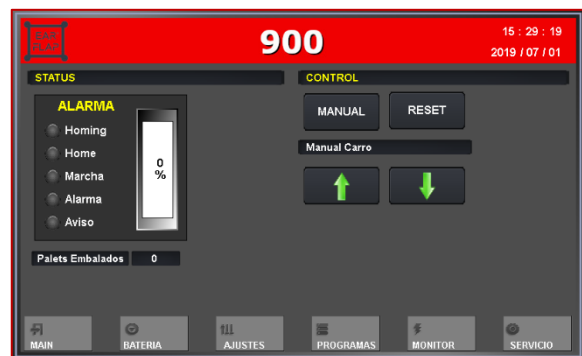 900
15 : 29 : 19
2019 / 07 / 01
STATUS
CONTROL
ALARMA
Homing
Home
Marcha
Alarma
Aviso
0
%
MANUAL
RESET
Manual Carro
Palets Embalados
0
MAIN
BATERIA
AJUSTES
PROGRAMAS
MONITOR
SERVICIO